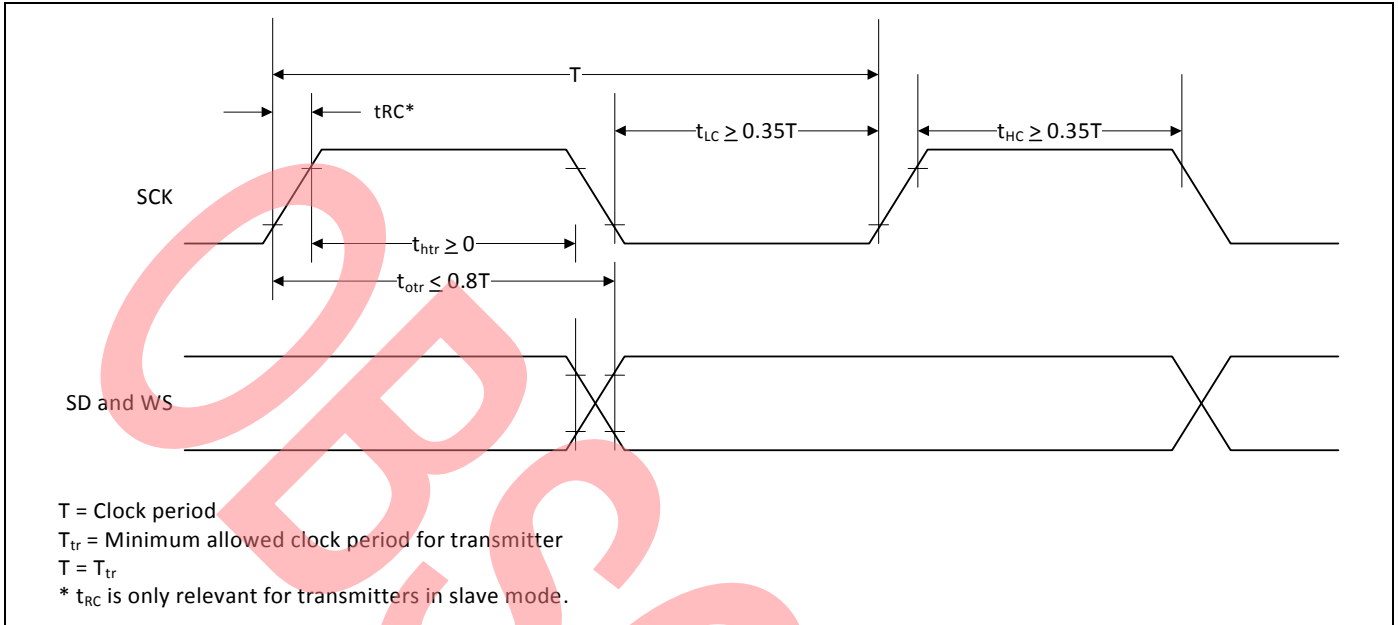 T
tRC*
tLC ≥ 0.35T
tHC ≥ 0.35T
SCK
thtr ≥ 0
totr ≤ 0.8T
SD and WS
T = Clock period
Ttr = Minimum allowed clock period for transmitter
T = Ttr
* tRC is only relevant for transmitters in slave mode.
OBS